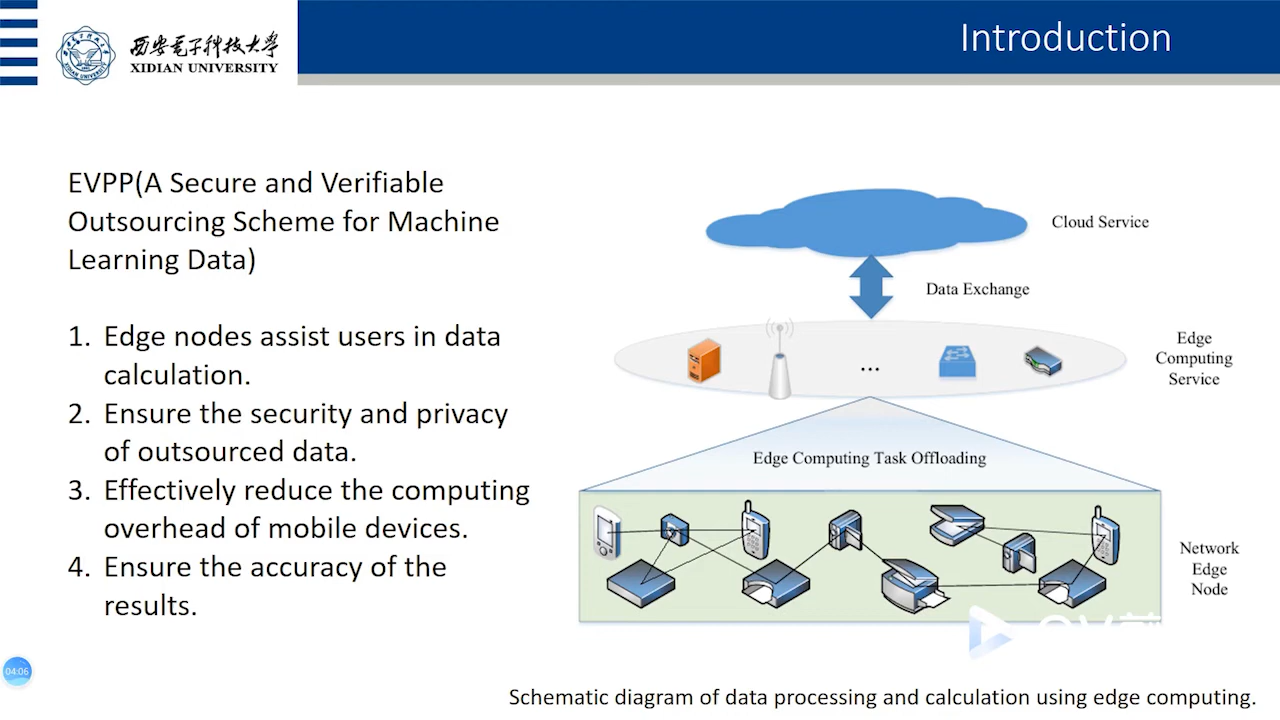 西安电子科技大学
XIDIAN UNIVERSITY
Introduction
EVPP(A Secure and Verifiable
Outsourcing Scheme for Machine
Learning Data)
1. Edge nodes assist users in data
calculation.
2. Ensure the security and privacy
of outsourced data.
3. Effectively reduce the computing
overhead of mobile devices.
4. Ensure the accuracy of the
results.
Cloud Service
Data Exchange
Edge
Computing
Service
...
Edge Computing Task Offloading
Network
Edge
Node
04:06
Schematic diagram of data processing and calculation using edge computing.